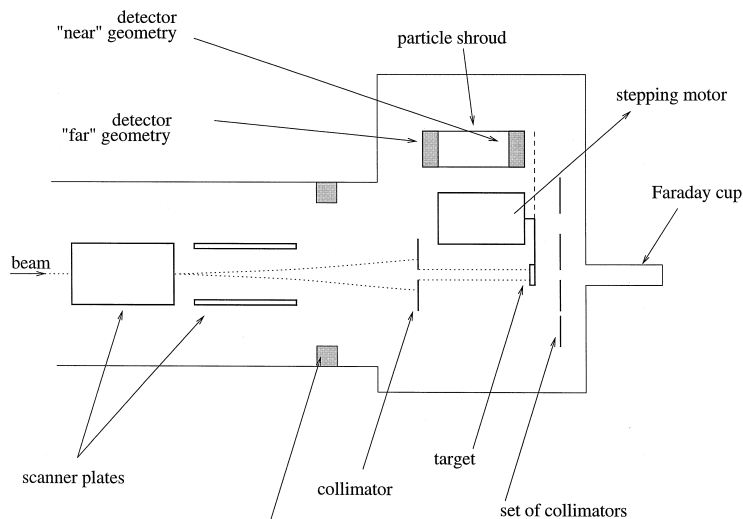 detector
"near" geometry
particle shroud
stepping motor
detector
"far" geometry
Faraday cup
beam
scanner plates
collimator
target
set of collimators